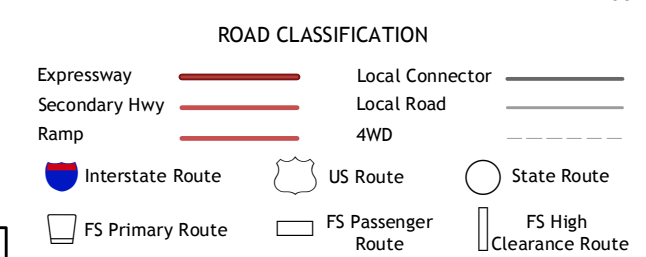 ROAD CLASSIFICATION
Expressway
Local Connector
Secondary Hwy
Local Road
Ramp
4WD
Interstate Route
US Route
State Route
FS Primary Route
FS Passenger
Route
FS High
Clearance Route